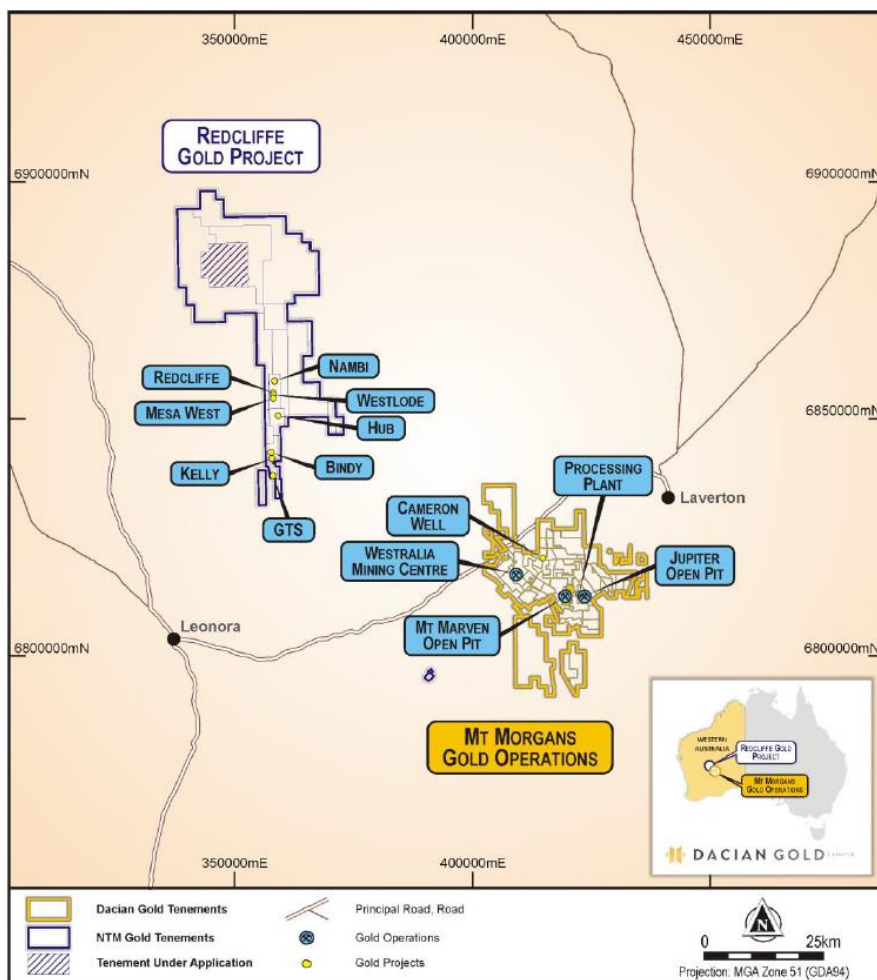 350000mE
400000mE
450000mE
REDCLIFFE
GOLD PROJECT
6900000mN
6900000mN
NAMBI
REDCLIFFE
WESTLODE
MESA WEST
HUB
6850000mN
KELLY
BINDY
PROCESSING
PLANT
GTS
CAMERON
WELL
Laverton
WESTRALIA
MINING CENTRE
JUPITER
OPEN PIT
Leonora
MT MARVEN
OPEN PIT
6800000mN
6800000mN
MT MORGANS
GOLD OPERATIONS
WESTERN
AUSTRALIA
REDCLIFFE GOLD
PROJECT
MT MORGANS
GOLD OPERATIONS
DACIAN GOLD LIMITED
350000mE
400000mE
450000mE
Dacian Gold Tenements
NTM Gold Tenements
Tenement Under Application
Principal Road, Road
Gold Operations
Gold Projects
N
0 25km
Projection: MGA Zone 51 (GDA94)